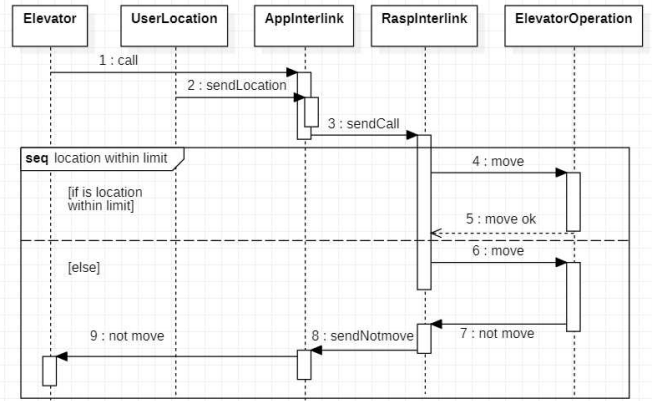 Elevator
UserLocation
AppInterlink
RaspInterlink
ElevatorOperation
1 : call
2 : sendLocation
3 : sendCall
seq location within limit
4 : move
[if is location
within limit]
5 : move ok
6 : move
[else]
7 : not move
8 : sendNotmove
9 : not move